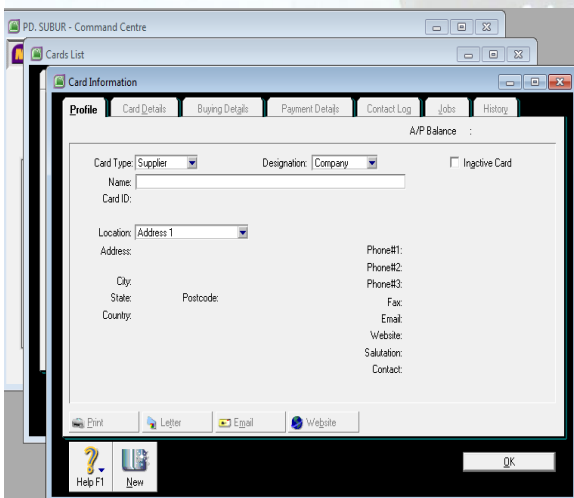 PD. SUBUR - Command Centre
Cards List
Card Information
Profile Card Details Buying Details Payment Details Contact Log Jobs History
A/P Balance :
Card Type: Supplier Designation: Company Inactive Card
Name:
Card ID:
Location: Address 1
Address: Phone#1:
Phone#2:
City: Phone#3:
State: Postcode: Fax:
Country: Email:
Website:
Salutation:
Contact:
Print Letter Email Website
Help F1 New OK